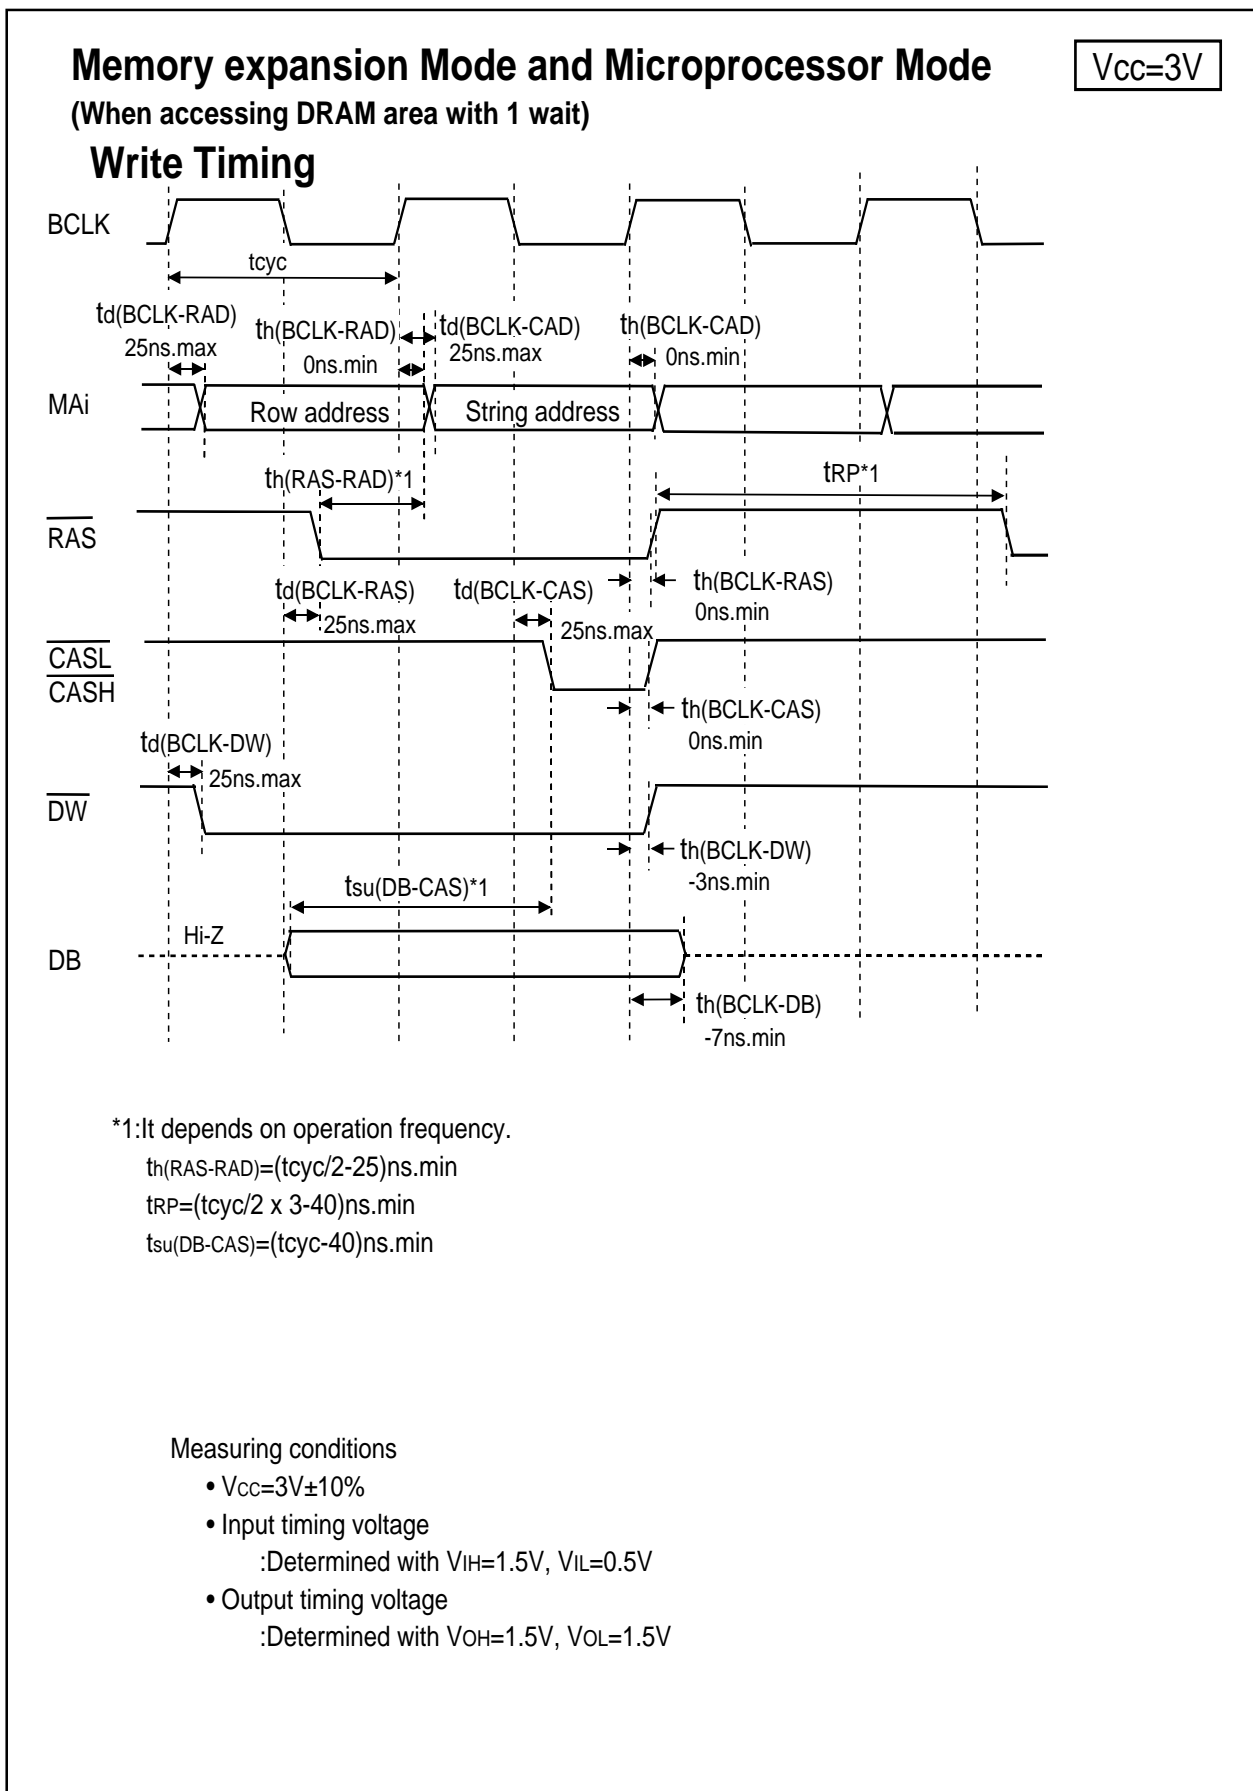 Memory expansion Mode and Microprocessor Mode
Vcc=3V
(When accessing DRAM area with 1 wait)
Write Timing
BCLK
tcyc
td(BCLK-RAD)
25ns.max
th(BCLK-RAD)
0ns.min
td(BCLK-CAD)
25ns.max
th(BCLK-CAD)
0ns.min
MAi
Row address
String address
th(RAS-RAD)*1
tRP*1
RAS
td(BCLK-RAS)
25ns.max
td(BCLK-CAS)
25ns.max
th(BCLK-RAS)
0ns.min
CASL
CASH
th(BCLK-CAS)
0ns.min
td(BCLK-DW)
25ns.max
DW
th(BCLK-DW)
-3ns.min
tsu(DB-CAS)*1
Hi-Z
DB
th(BCLK-DB)
-7ns.min
*1:It depends on operation frequency.
th(RAS-RAD)=(tcyc/2-25)ns.min
tRP=(tcyc/2 x 3-40)ns.min
tsu(DB-CAS)=(tcyc-40)ns.min
Measuring conditions
• VCC=3V±10%
• Input timing voltage
:Determined with VIH=1.5V, VIL=0.5V
• Output timing voltage
:Determined with VOH=1.5V, VOL=1.5V